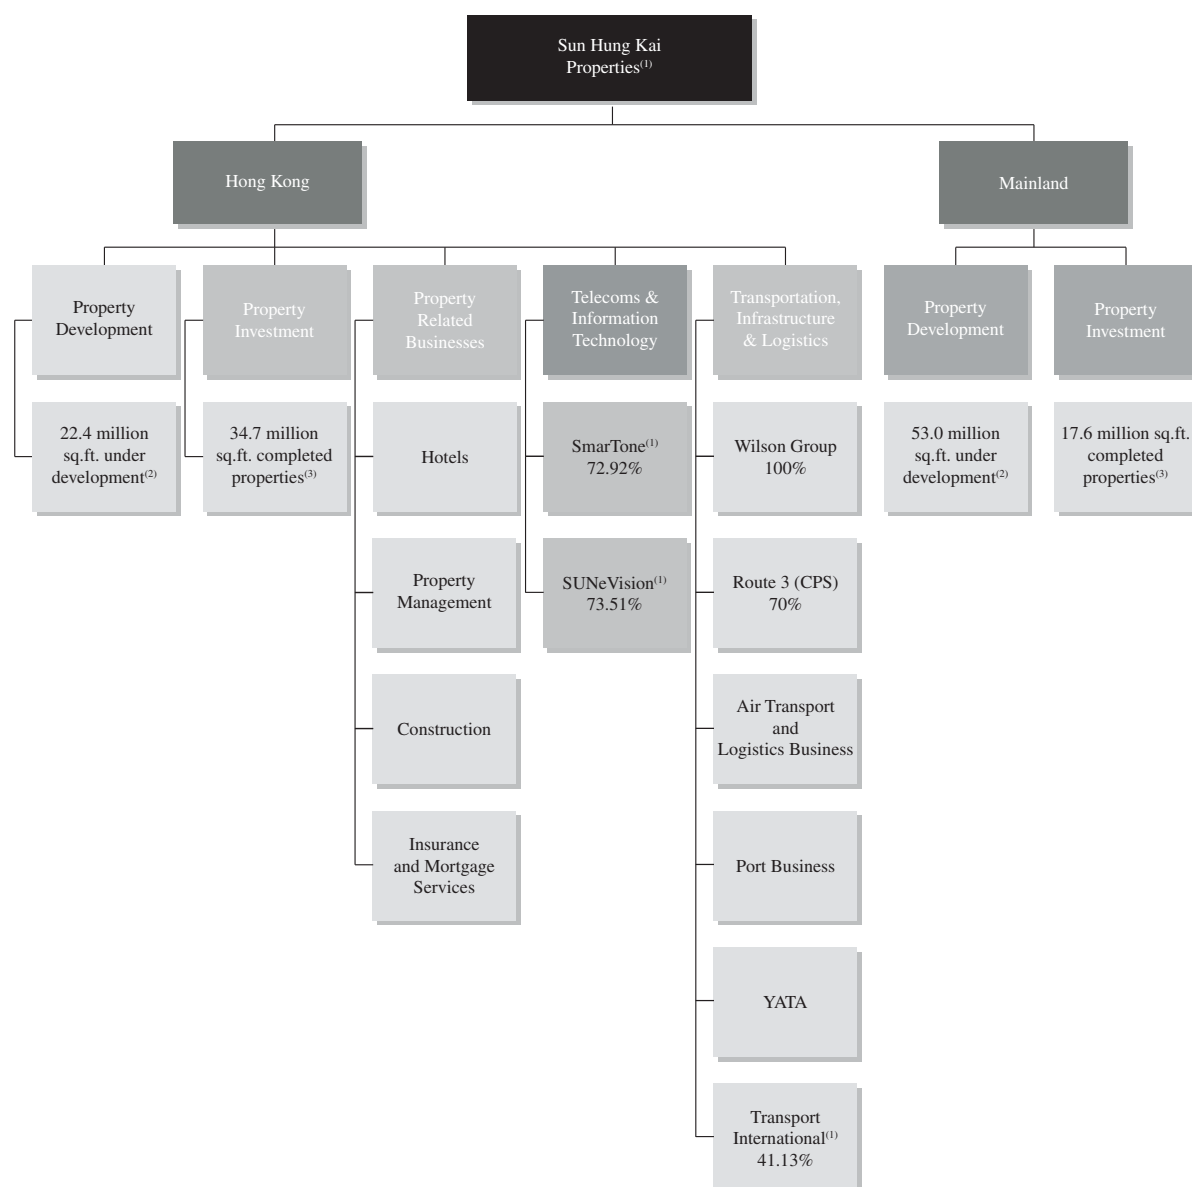 Sun Hung Kai
Properties(1)
Hong Kong
Mainland
Property
Development
Property
Investment
Property
Related
Businesses
Telecoms &
Information
Technology
Transportation,
Infrastructure
& Logistics
Property
Development
Property
Investment
22.4 million
sq.ft. under
development(2)
34.7 million
sq.ft. completed
properties(3)
Hotels
SmarTone(1)
72.92%
Wilson Group
100%
53.0 million
sq.ft. under
development(2)
17.6 million sq.ft.
completed
properties(3)
Property
Management
SUNeVision(1)
73.51%
Route 3 (CPS)
70%
Construction
Air Transport
and
Logistics Business
Insurance
and Mortgage
Services
Port Business
YATA
Transport
International(1)
41.13%